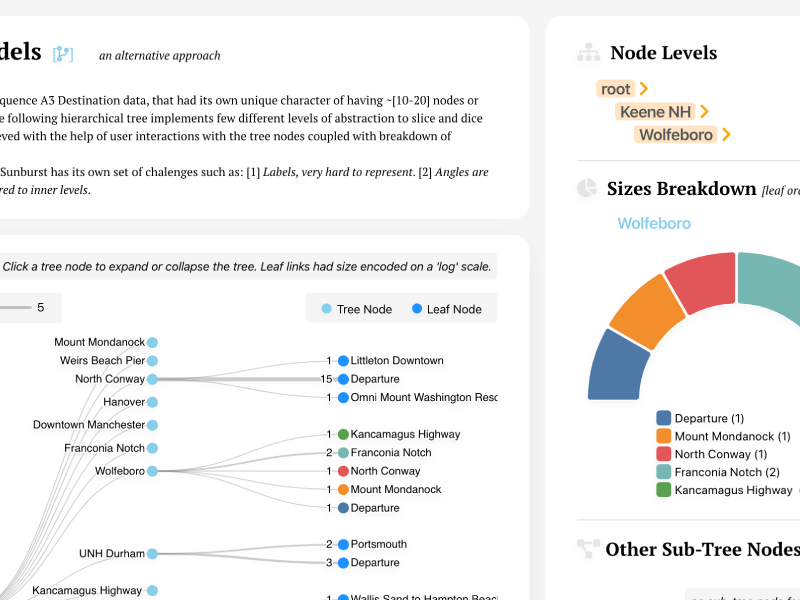 dels
an alternative approach
quence A3 Destination data, that had its own unique character of having ~[10-20] nodes or
e following hierarchical tree implements few different levels of abstraction to slice and dice
eved with the help of user interactions with the tree nodes coupled with breakdown of
Sunburst has its own set of chalenges such as: [1] Labels, very hard to represent. [2] Angles are
red to inner levels.
Click a tree node to expand or collapse the tree. Leaf links had size encoded on a 'log' scale.
5
Tree Node
Leaf Node
Mount Mondanock
Weirs Beach Pier
North Conway
Hanover
Downtown Manchester
Franconia Notch
Wolfeboro
UNH Durham
Kancamagus Highway
1 Littleton Downtown
15 Departure
1 Omni Mount Washington Resc
1 Kancamagus Highway
2 Franconia Notch
1 North Conway
1 Mount Mondanock
1 Departure
2 Portsmouth
3 Departure
1 Wallis Sand to Hampton Beac
Node Levels
root
Keene NH
Wolfeboro
Sizes Breakdown [leaf or
Wolfeboro
Departure (1)
Mount Mondanock (1)
North Conway (1)
Franconia Notch (2)
Kancamagus Highway
Other Sub-Tree Nodes